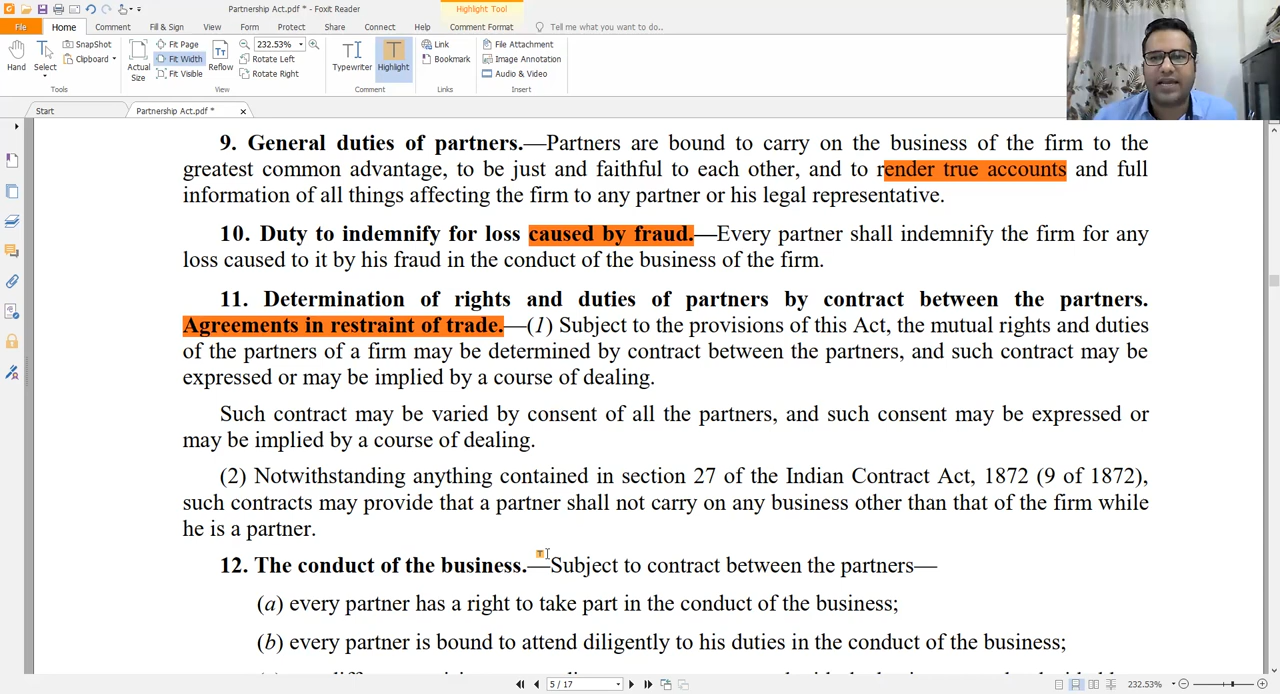 Partnership Act.pdf * - Foxit Reader
Highlight Tool
File
Home
Comment
Fill & Sign
View
Form
Protect
Share
Connect
Help
Comment Format
Tell me what you want to do..
Hand
Select
SnapShot
Clipboard
Tools
Actual Size
Fit Page
Fit Width
Fit Visible
Reflow
232.53%
Rotate Left
Rotate Right
View
Typewriter
Highlight
Comment
Link
Bookmark
Links
File Attachment
Image Annotation
Audio & Video
Insert
Start
Partnership Act.pdf *
9. General duties of partners.—Partners are bound to carry on the business of the firm to the
greatest common advantage, to be just and faithful to each other, and to render true accounts and full
information of all things affecting the firm to any partner or his legal representative.
10. Duty to indemnify for loss caused by fraud.—Every partner shall indemnify the firm for any
loss caused to it by his fraud in the conduct of the business of the firm.
11. Determination of rights and duties of partners by contract between the partners.
Agreements in restraint of trade.—(1) Subject to the provisions of this Act, the mutual rights and duties
of the partners of a firm may be determined by contract between the partners, and such contract may be
expressed or may be implied by a course of dealing.
Such contract may be varied by consent of all the partners, and such consent may be expressed or
may be implied by a course of dealing.
(2) Notwithstanding anything contained in section 27 of the Indian Contract Act, 1872 (9 of 1872),
such contracts may provide that a partner shall not carry on any business other than that of the firm while
he is a partner.
12. The conduct of the business.—Subject to contract between the partners—
(a) every partner has a right to take part in the conduct of the business;
(b) every partner is bound to attend diligently to his duties in the conduct of the business;
5 / 17
232.53%